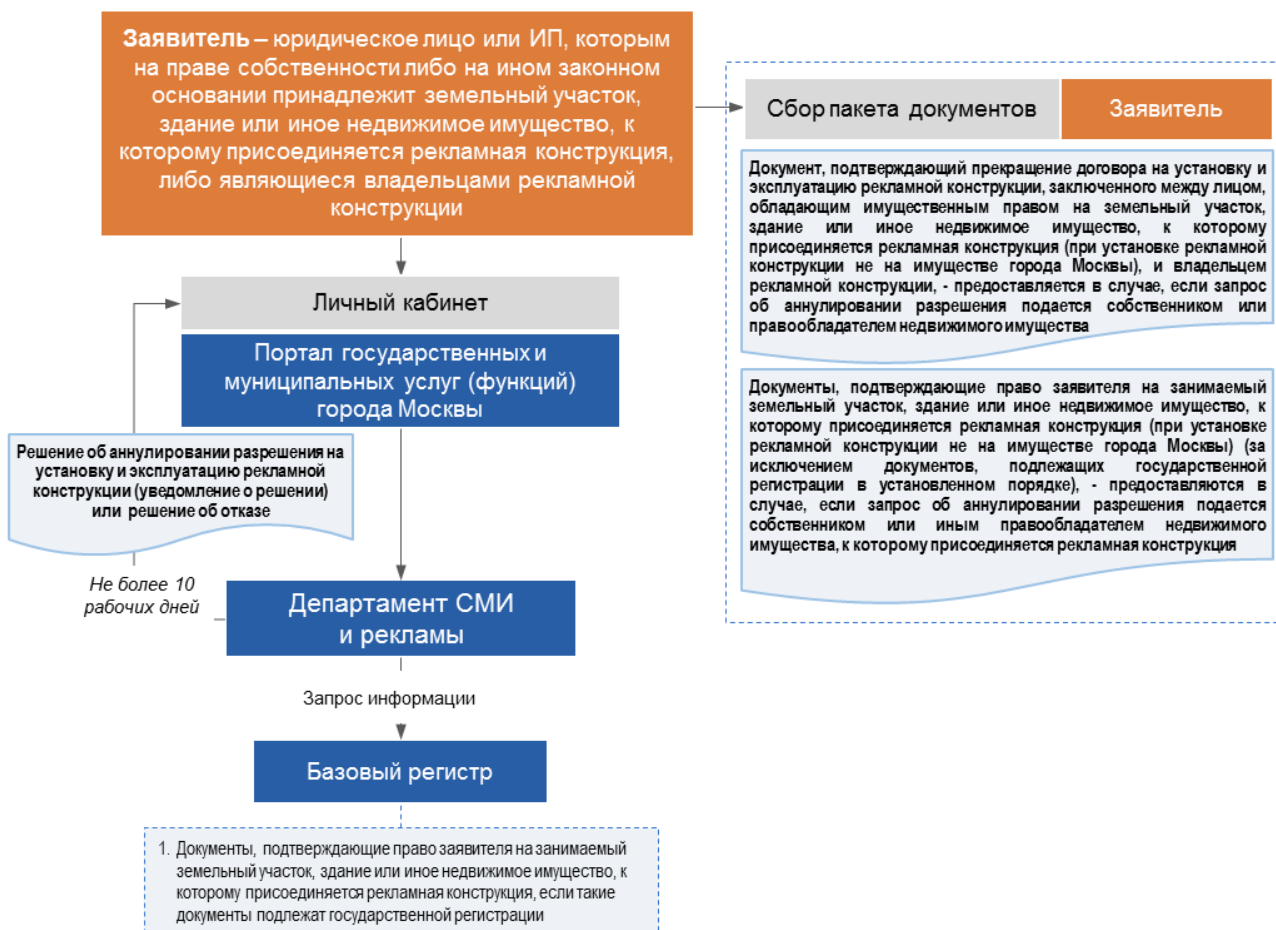 Заявитель – юридическое лицо или ИП, которым
на праве собственности либо на ином законном
основании принадлежит земельный участок,
здание или иное недвижимое имущество, к
которому присоединяется рекламная конструкция,
либо являющиеся владельцами рекламной
конструкции
Сбор пакета документов
Заявитель
Документ, подтверждающий прекращение договора на установку и
эксплуатацию рекламной конструкции, заключенного между лицом,
обладающим имущественным правом на земельный участок,
здание или иное недвижимое имущество, к которому
присоединяется рекламная конструкция (при установке рекламной
конструкции не на имуществе города Москвы), и владельцем
рекламной конструкции, - предоставляется в случае, если запрос
об аннулировании разрешения подается собственником или
правообладателем недвижимого имущества
Документы, подтверждающие право заявителя на занимаемый
земельный участок, здание или иное недвижимое имущество, к
которому присоединяется рекламная конструкция (при установке
рекламной конструкции не на имуществе города Москвы) (за
исключением документов, подлежащих государственной
регистрации в установленном порядке), - предоставляются в
случае, если запрос об аннулировании разрешения подается
собственником или иным правообладателем недвижимого
имущества, к которому присоединяется рекламная конструкция
Личный кабинет
Портал государственных и
муниципальных услуг (функций)
города Москвы
Решение об аннулировании разрешения на
установку и эксплуатацию рекламной
конструкции (уведомление о решении)
или решение об отказе
Не более 10
рабочих дней
Департамент СМИ
и рекламы
Запрос информации
Базовый регистр
1. Документы, подтверждающие право заявителя на занимаемый
земельный участок, здание или иное недвижимое имущество, к
которому присоединяется рекламная конструкция, если такие
документы подлежат государственной регистрации